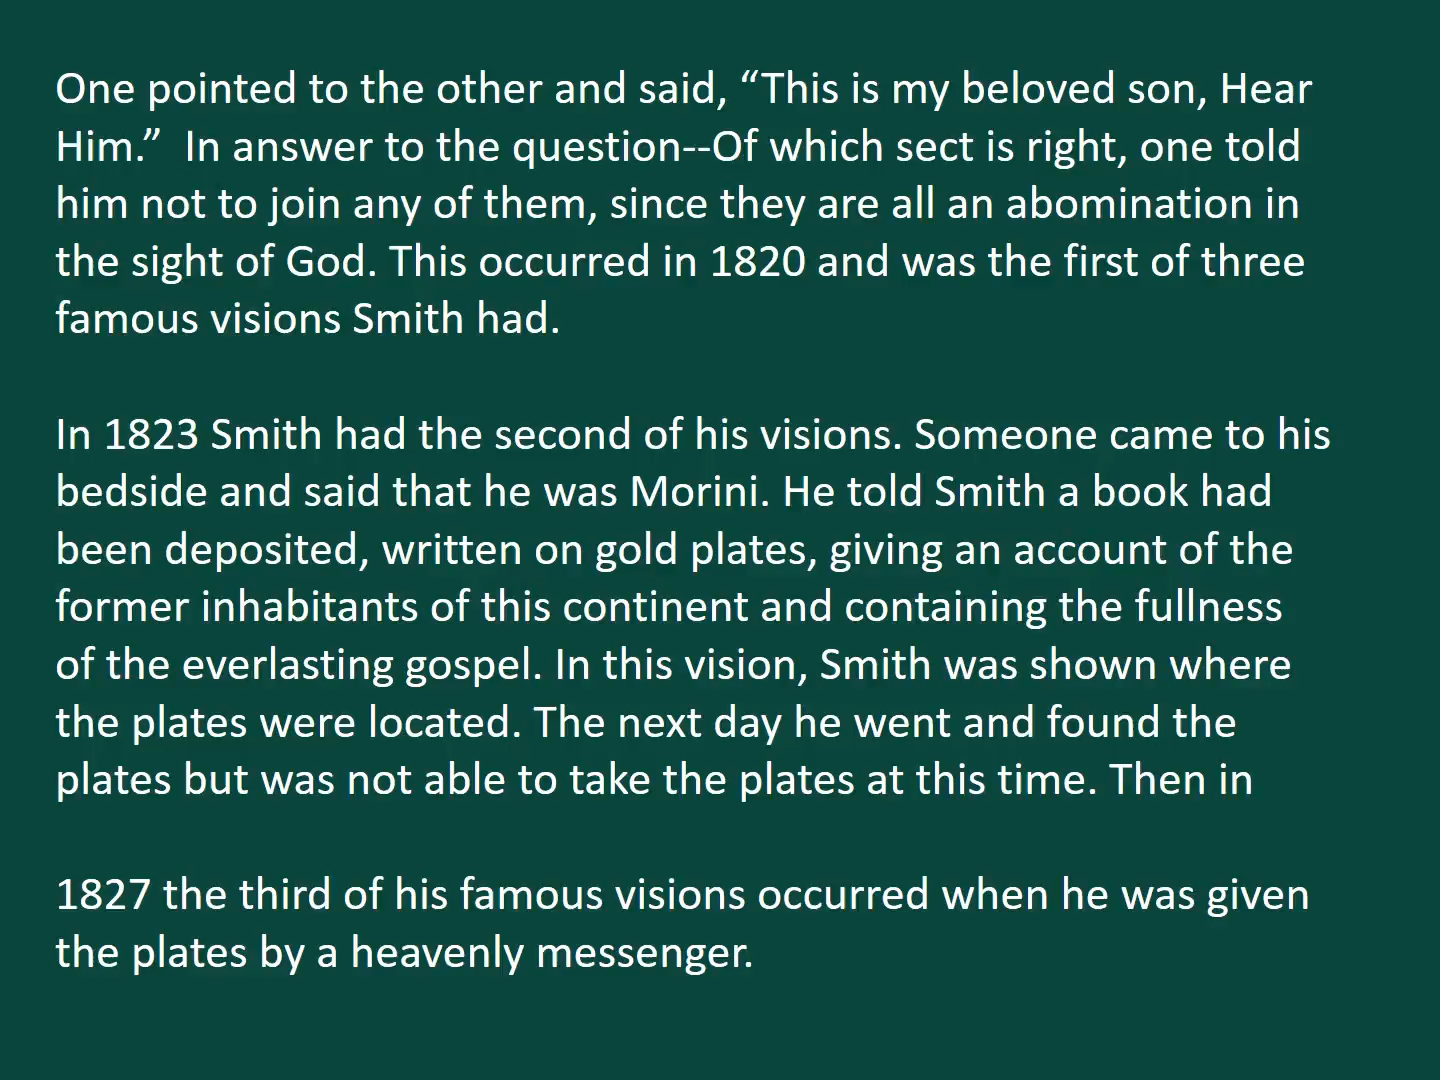 One pointed to the other and said, “This is my beloved son, Hear
Him.”  In answer to the question--Of which sect is right, one told
him not to join any of them, since they are all an abomination in
the sight of God. This occurred in 1820 and was the first of three
famous visions Smith had.
In 1823 Smith had the second of his visions. Someone came to his
bedside and said that he was Morini. He told Smith a book had
been deposited, written on gold plates, giving an account of the
former inhabitants of this continent and containing the fullness
of the everlasting gospel. In this vision, Smith was shown where
the plates were located. The next day he went and found the
plates but was not able to take the plates at this time. Then in
1827 the third of his famous visions occurred when he was given
the plates by a heavenly messenger.